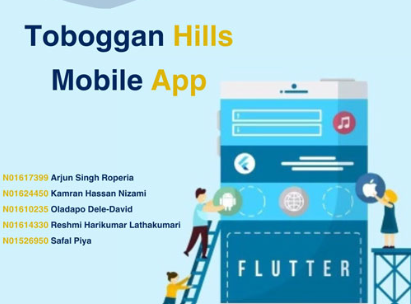 Toboggan Hills
Mobile App
N01617399 Arjun Singh Roperia
N01624450 Kamran Hassan Nizami
N01610235 Oladapo Dele-David
N01614330 Reshmi Harikumar Lathakumari
N01526950 Safal Piya
FLUTTER